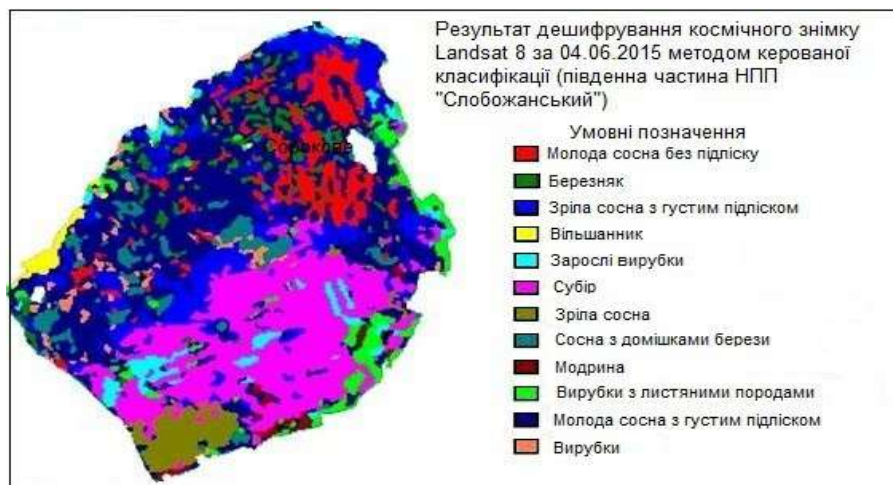 Результат дешифрування космічного знімку
Landsat 8 за 04.06.2015 методом керованої
класифікації (південна частина НПП
"Слобожанський")
Умовні позначення
Молода сосна без підліску
Березняк
Зріла сосна з густим підліском
Вільшанник
Зарослі вирубки
Субір
Зріла сосна
Сосна з домішками берези
Модрина
Вирубки з листяними породами
Молода сосна з густим підліском
Вирубки